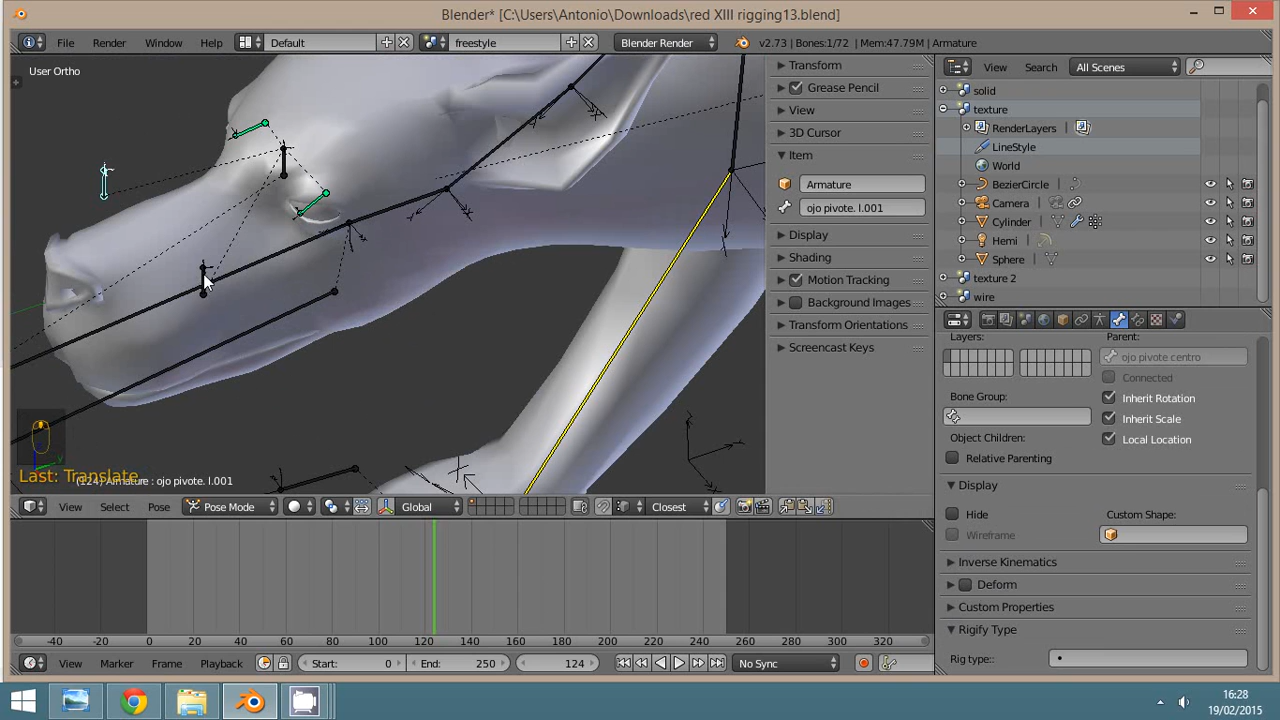 Blender* [C:\Users\Antonio\Downloads\red XIII rigging13.blend]
File Render Window Help Default freestyle Blender Render v2.73 | Bones:1/72 | Mem:47.79M | Armature
User Ortho
Transform
Grease Pencil
View
3D Cursor
Item
Armature
ojo pivote. l.001
Display
Shading
Motion Tracking
Background Images
Transform Orientations
Screencast Keys
View Search All Scenes
solid
texture
RenderLayers
LineStyle
World
BezierCircle
Camera
Cylinder
Hemi
Sphere
texture 2
wire
Layers: Parent:
ojo pivote centro
Connected
Bone Group: Inherit Rotation
Inherit Scale
Object Children: Local Location
Relative Parenting
Display
Hide Custom Shape:
Wireframe
Inverse Kinematics
Deform
Custom Properties
Rigify Type
Rig type::
Last: Translate
(124) Armature : ojo pivote. l.001
View Select Pose Pose Mode Global Closest
-40 -20 0 20 40 60 80 100 120 140 160 180 200 220 240 260 280 300 320
View Marker Frame Playback Start: 0 End: 250 124 No Sync
16:28
19/02/2015